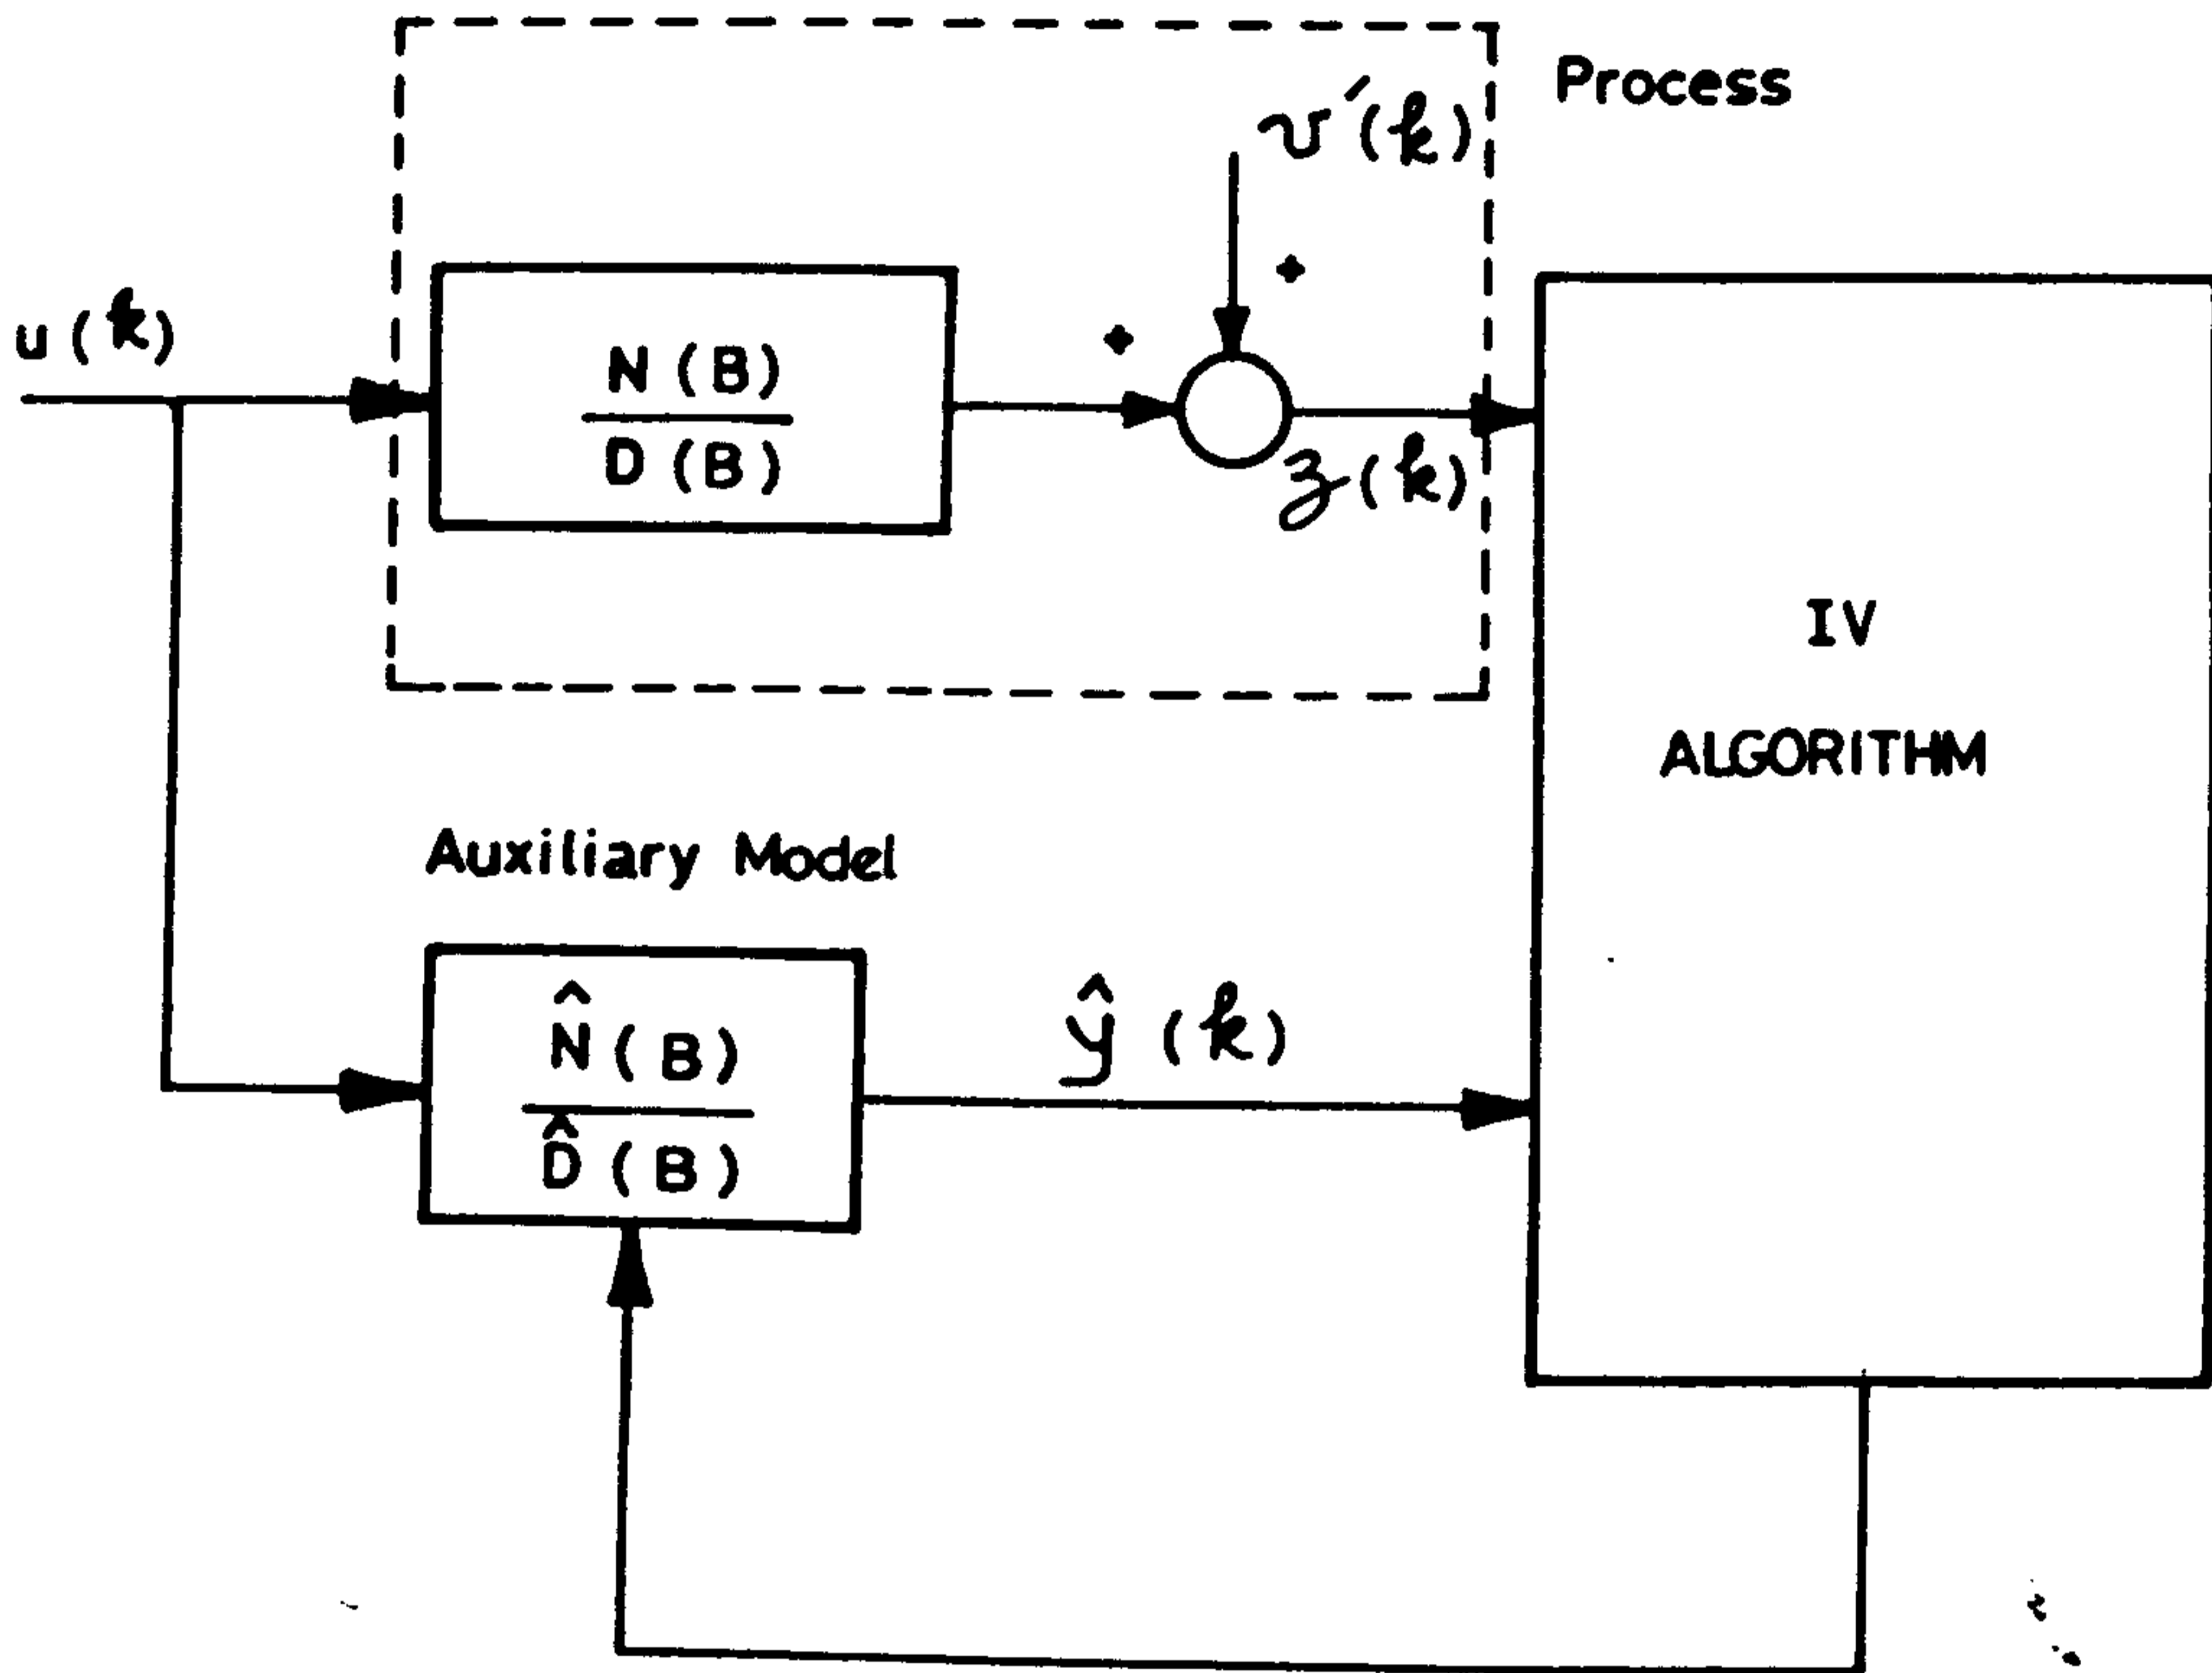 Process
v′(k)
+
u(k)
+
N(B)
D(B)
z(k)
IV
ALGORITHM
Auxiliary Model
N̂(B)
D̂(B)
ŷ(k)